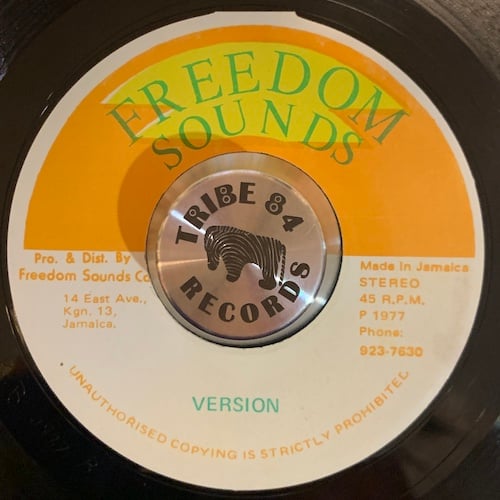 FREEDOM
SOUNDS
TRIBE 84
RECORDS
Pro. & Dist. By
Freedom Sounds Co
14 East Ave.,
Kgn. 13,
Jamaica.
Made in Jamaica
STEREO
45 R.P.M.
P 1977
Phone:
923-7630
VERSION
UNAUTHORISED COPYING IS STRICTLY PROHIBITED